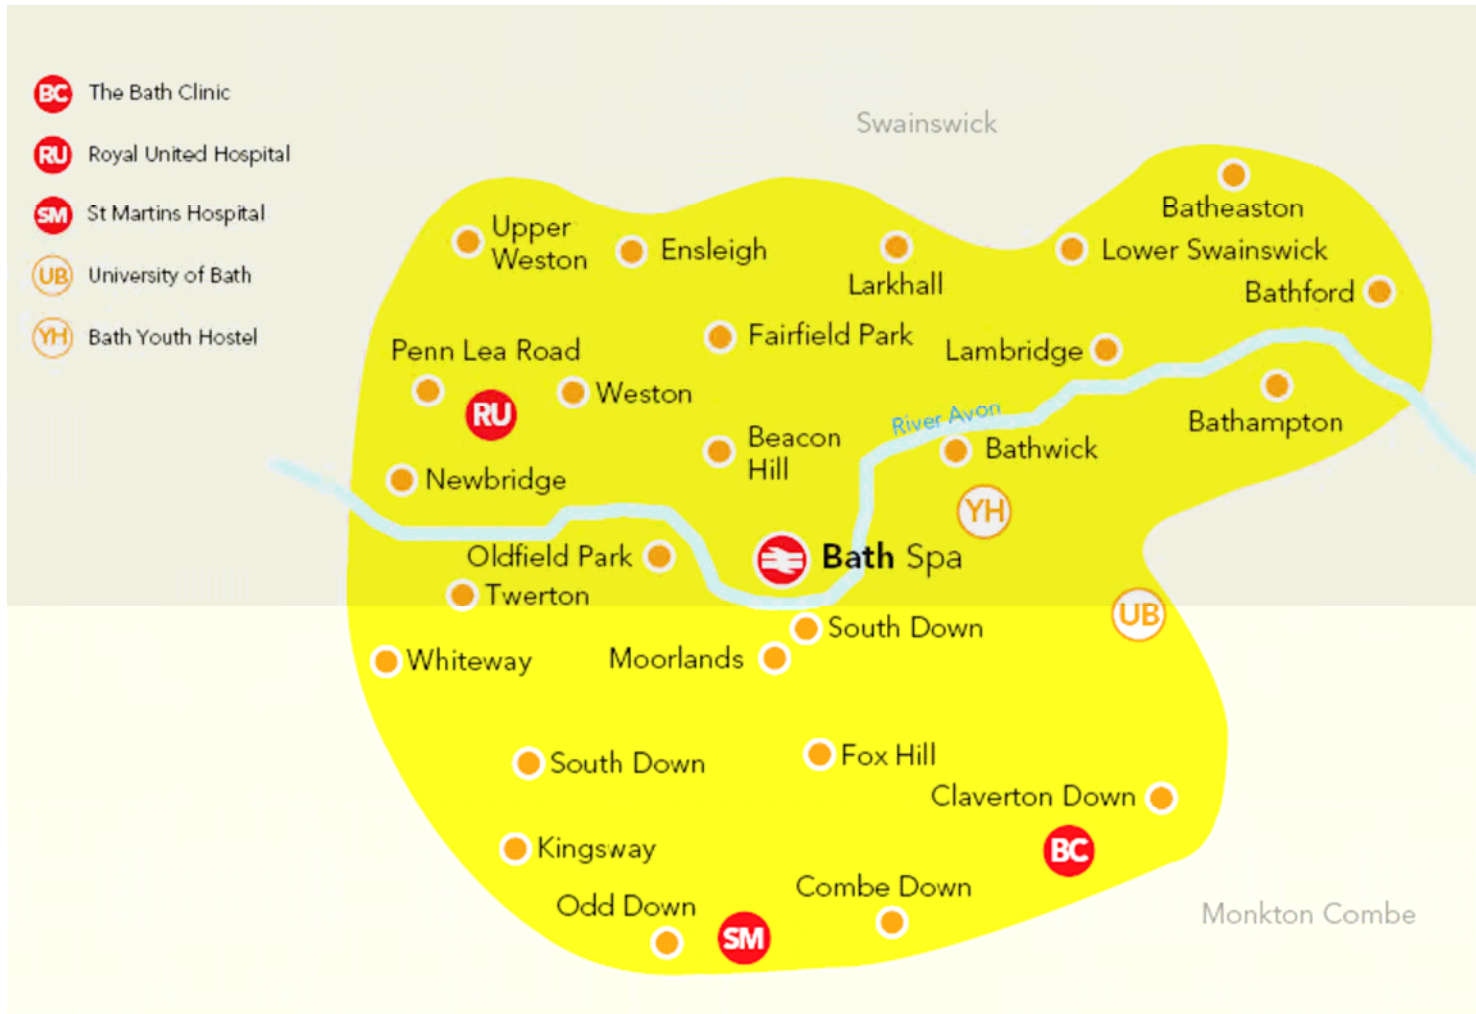 BC The Bath Clinic
RU Royal United Hospital
SM St Martins Hospital
UB University of Bath
YH Bath Youth Hostel
Swainswick
Batheaston
Upper
Weston
Ensleigh
Larkhall
Lower Swainswick
Bathford
Penn Lea Road
Fairfield Park
Lambridge
RU
Weston
River Avon
Bathampton
Beacon
Hill
Bathwick
Newbridge
YH
Oldfield Park
Bath Spa
Twerton
UB
South Down
Whiteway
Moorlands
South Down
Fox Hill
Claverton Down
Kingsway
BC
Combe Down
Odd Down
SM
Monkton Combe